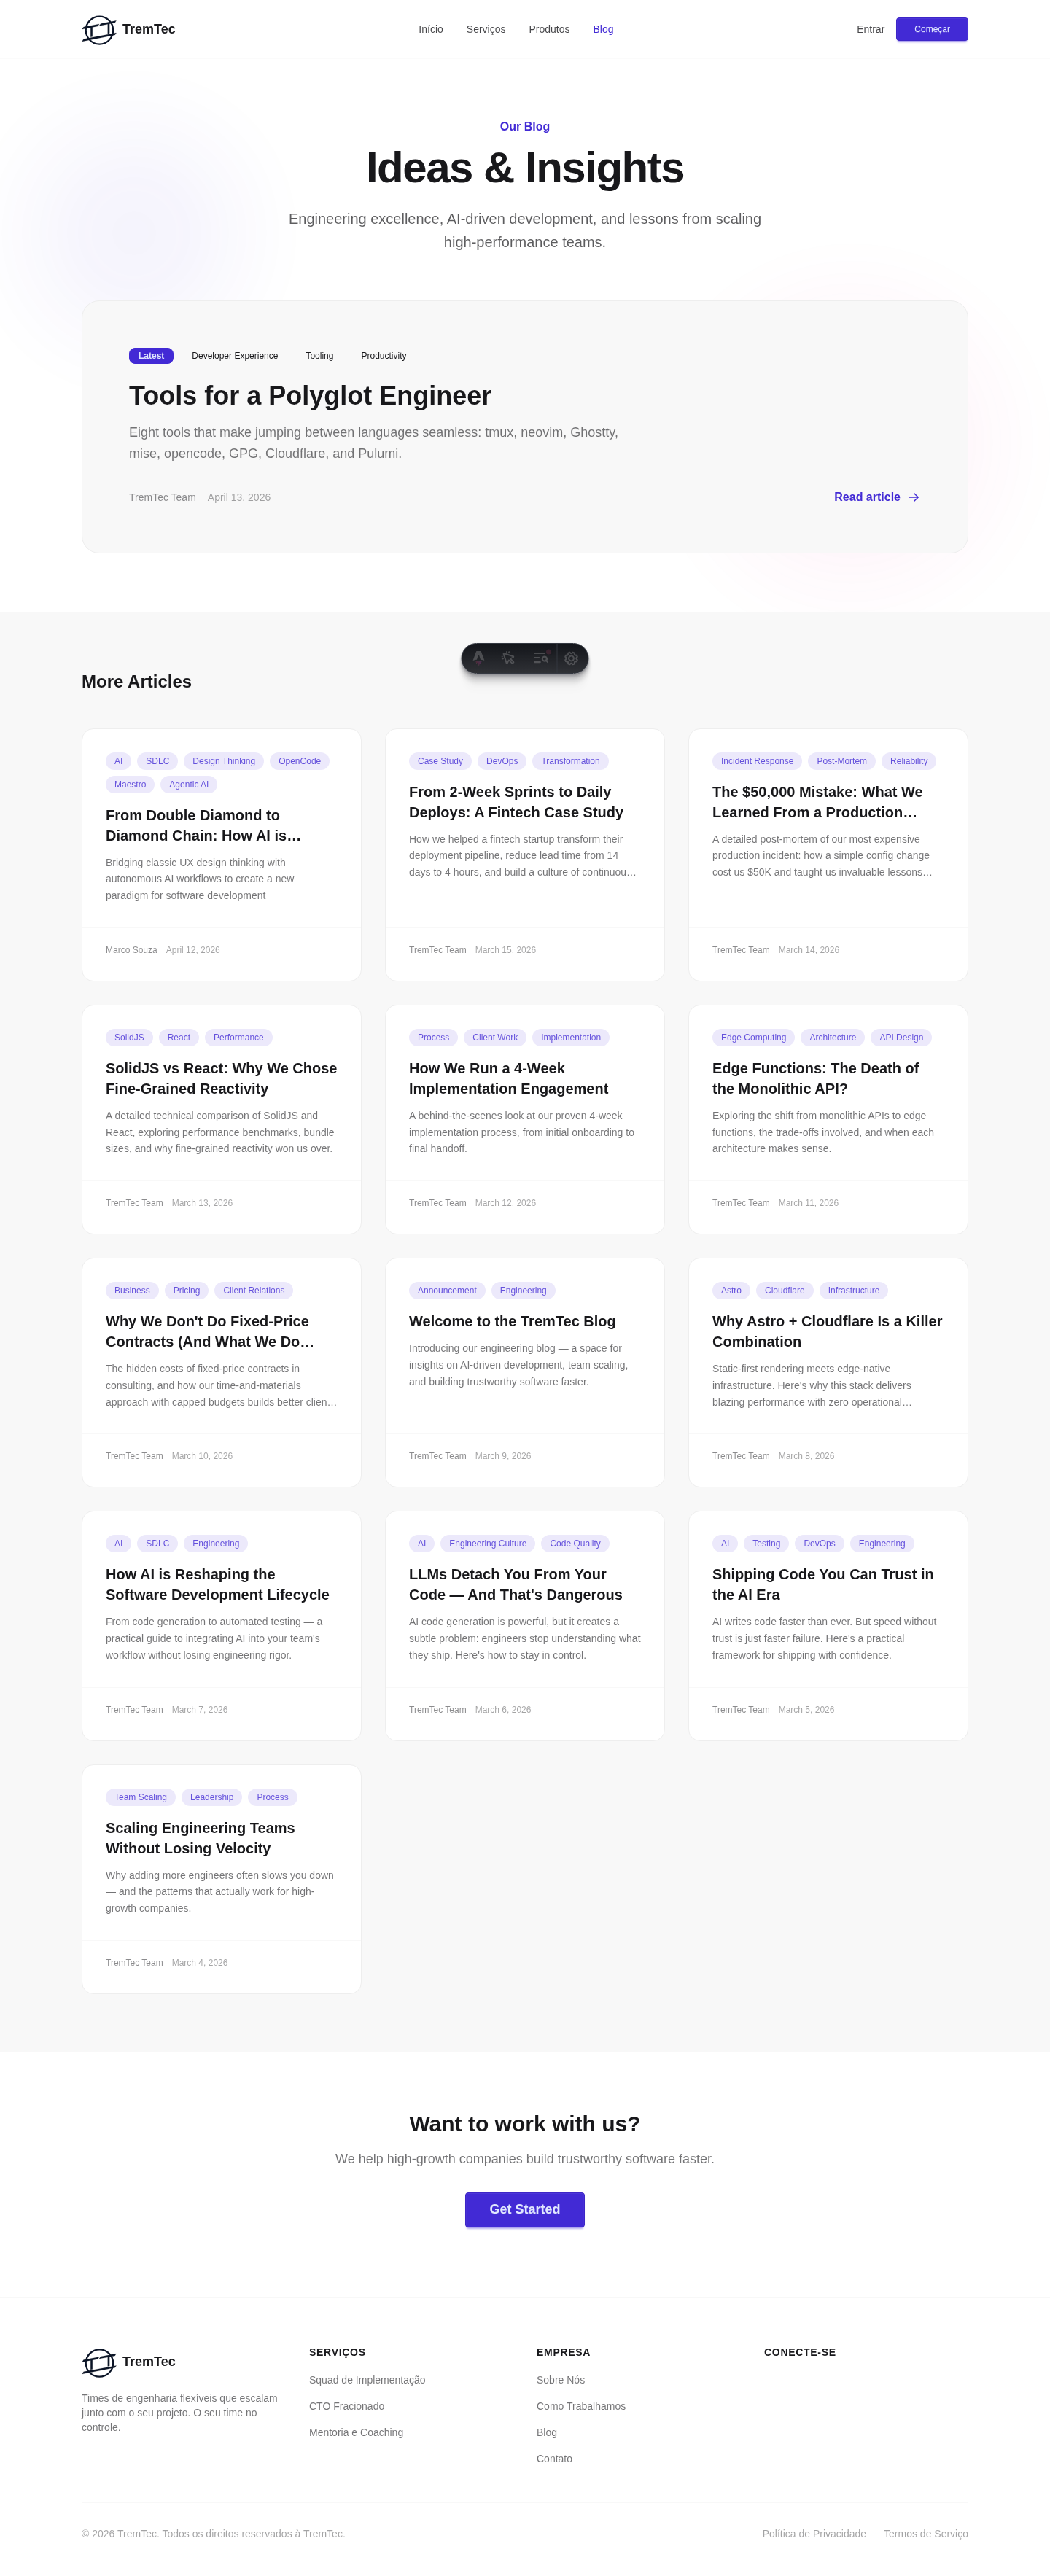 TremTec
Início
Serviços
Produtos
Blog
Entrar
Começar
Our Blog
Ideas & Insights
Engineering excellence, AI-driven development, and lessons from scaling
high-performance teams.
Latest
Developer Experience
Tooling
Productivity
Tools for a Polyglot Engineer
Eight tools that make jumping between languages seamless: tmux, neovim, Ghostty,
mise, opencode, GPG, Cloudflare, and Pulumi.
TremTec Team
April 13, 2026
Read article
More Articles
AI
SDLC
Design Thinking
OpenCode
Maestro
Agentic AI
From Double Diamond to
Diamond Chain: How AI is…
Bridging classic UX design thinking with
autonomous AI workflows to create a new
paradigm for software development
Marco Souza
April 12, 2026
Case Study
DevOps
Transformation
From 2-Week Sprints to Daily
Deploys: A Fintech Case Study
How we helped a fintech startup transform their
deployment pipeline, reduce lead time from 14
days to 4 hours, and build a culture of continuou…
TremTec Team
March 15, 2026
Incident Response
Post-Mortem
Reliability
The $50,000 Mistake: What We
Learned From a Production…
A detailed post-mortem of our most expensive
production incident: how a simple config change
cost us $50K and taught us invaluable lessons…
TremTec Team
March 14, 2026
SolidJS
React
Performance
SolidJS vs React: Why We Chose
Fine-Grained Reactivity
A detailed technical comparison of SolidJS and
React, exploring performance benchmarks, bundle
sizes, and why fine-grained reactivity won us over.
TremTec Team
March 13, 2026
Process
Client Work
Implementation
How We Run a 4-Week
Implementation Engagement
A behind-the-scenes look at our proven 4-week
implementation process, from initial onboarding to
final handoff.
TremTec Team
March 12, 2026
Edge Computing
Architecture
API Design
Edge Functions: The Death of
the Monolithic API?
Exploring the shift from monolithic APIs to edge
functions, the trade-offs involved, and when each
architecture makes sense.
TremTec Team
March 11, 2026
Business
Pricing
Client Relations
Why We Don't Do Fixed-Price
Contracts (And What We Do…
The hidden costs of fixed-price contracts in
consulting, and how our time-and-materials
approach with capped budgets builds better clien…
TremTec Team
March 10, 2026
Announcement
Engineering
Welcome to the TremTec Blog
Introducing our engineering blog — a space for
insights on AI-driven development, team scaling,
and building trustworthy software faster.
TremTec Team
March 9, 2026
Astro
Cloudflare
Infrastructure
Why Astro + Cloudflare Is a Killer
Combination
Static-first rendering meets edge-native
infrastructure. Here's why this stack delivers
blazing performance with zero operational…
TremTec Team
March 8, 2026
AI
SDLC
Engineering
How AI is Reshaping the
Software Development Lifecycle
From code generation to automated testing — a
practical guide to integrating AI into your team's
workflow without losing engineering rigor.
TremTec Team
March 7, 2026
AI
Engineering Culture
Code Quality
LLMs Detach You From Your
Code — And That's Dangerous
AI code generation is powerful, but it creates a
subtle problem: engineers stop understanding what
they ship. Here's how to stay in control.
TremTec Team
March 6, 2026
AI
Testing
DevOps
Engineering
Shipping Code You Can Trust in
the AI Era
AI writes code faster than ever. But speed without
trust is just faster failure. Here's a practical
framework for shipping with confidence.
TremTec Team
March 5, 2026
Team Scaling
Leadership
Process
Scaling Engineering Teams
Without Losing Velocity
Why adding more engineers often slows you down
— and the patterns that actually work for high-
growth companies.
TremTec Team
March 4, 2026
Want to work with us?
We help high-growth companies build trustworthy software faster.
Get Started
TremTec
Times de engenharia flexíveis que escalam
junto com o seu projeto. O seu time no
controle.
SERVIÇOS
Squad de Implementação
CTO Fracionado
Mentoria e Coaching
EMPRESA
Sobre Nós
Como Trabalhamos
Blog
Contato
CONECTE-SE
© 2026 TremTec. Todos os direitos reservados à TremTec.
Política de Privacidade
Termos de Serviço